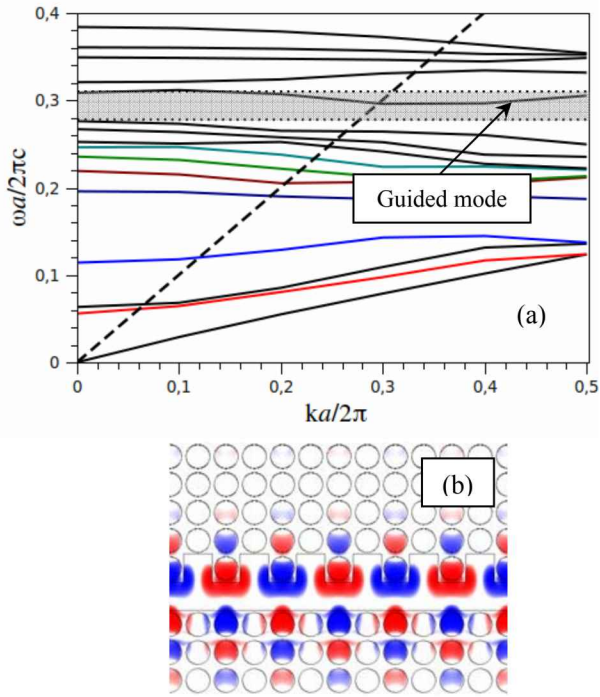 0,4
0,3
0,2
0,1
0
ωa/2πc
Guided mode
(a)
0
0,1
0,2
0,3
0,4
0,5
ka/2π
(b)